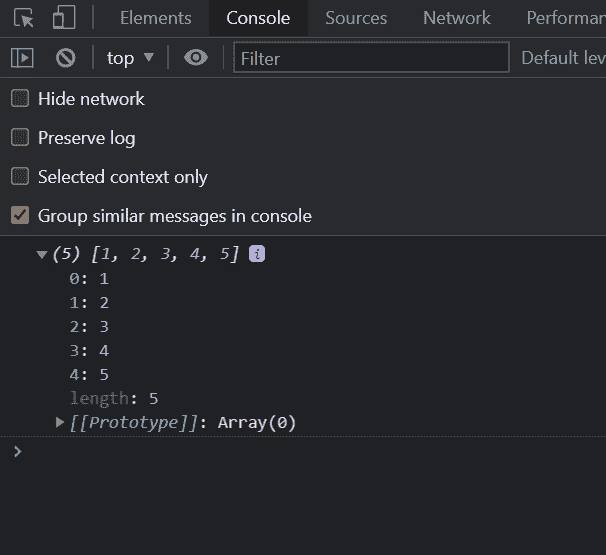 Elements Console Sources Network Performan
top Filter Default lev
Hide network
Preserve log
Selected context only
Group similar messages in console
(5) [1, 2, 3, 4, 5] i
0: 1
1: 2
2: 3
3: 4
4: 5
length: 5
[[Prototype]]: Array(0)